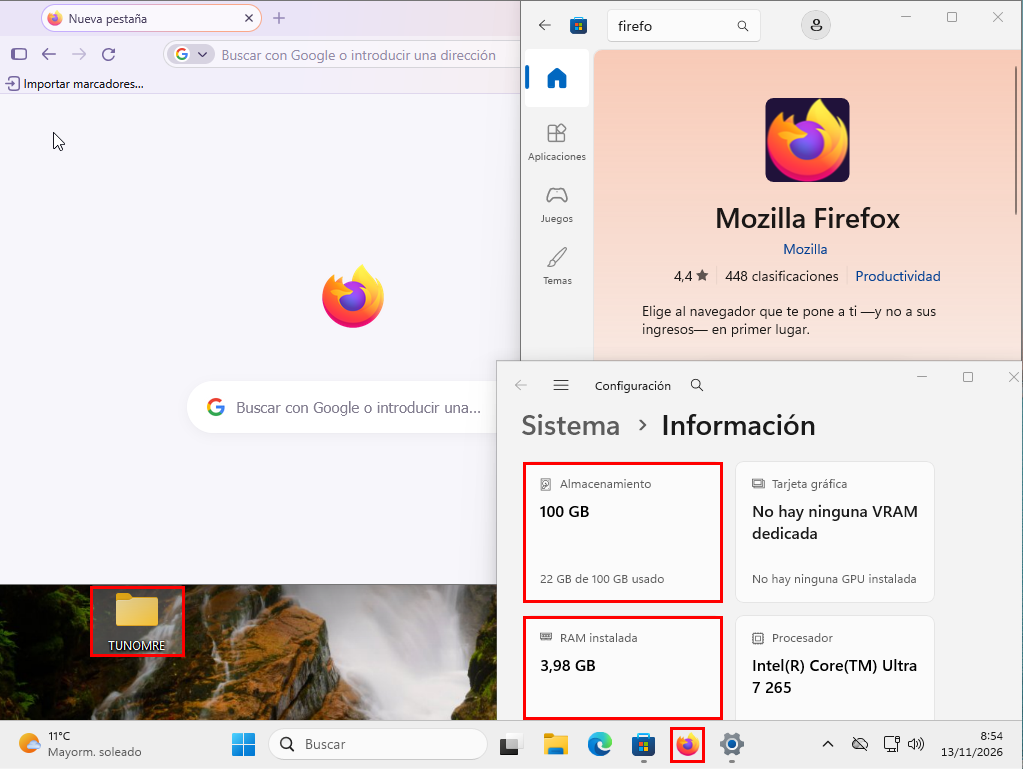 Nueva pestaña
Buscar con Google o introducir una dirección
Importar marcadores...
Buscar con Google o introducir una...
firefo
Aplicaciones
Juegos
Temas
Mozilla Firefox
Mozilla
4,4 ★ 448 clasificaciones Productividad
Elige al navegador que te pone a ti —y no a sus
ingresos— en primer lugar.
Configuración
Sistema > Información
Almacenamiento
100 GB
22 GB de 100 GB usado
Tarjeta gráfica
No hay ninguna VRAM
dedicada
No hay ninguna GPU instalada
RAM instalada
3,98 GB
Procesador
Intel(R) Core(TM) Ultra
7 265
TUNOMRE
11°C
Mayorm. soleado
Buscar
8:54
13/11/2026